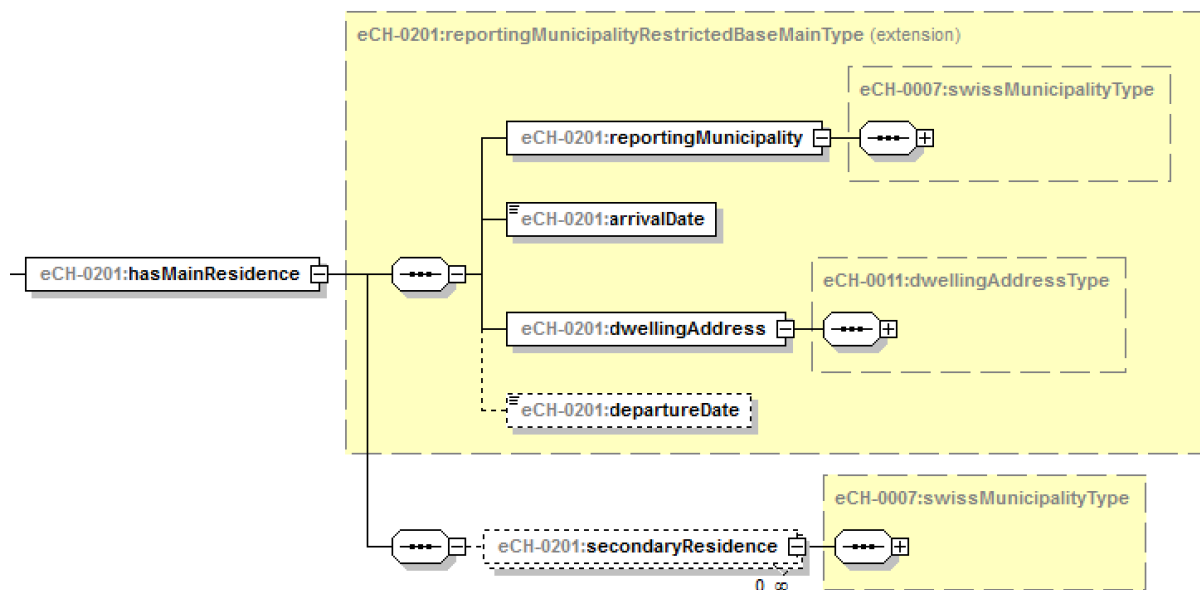 eCH-0201:reportingMunicipalityRestrictedBaseMainType (extension)
eCH-0007:swissMunicipalityType
eCH-0201:reportingMunicipality
eCH-0201:arrivalDate
eCH-0201:hasMainResidence
eCH-0011:dwellingAddressType
eCH-0201:dwellingAddress
eCH-0201:departureDate
eCH-0007:swissMunicipalityType
eCH-0201:secondaryResidence
0..∞